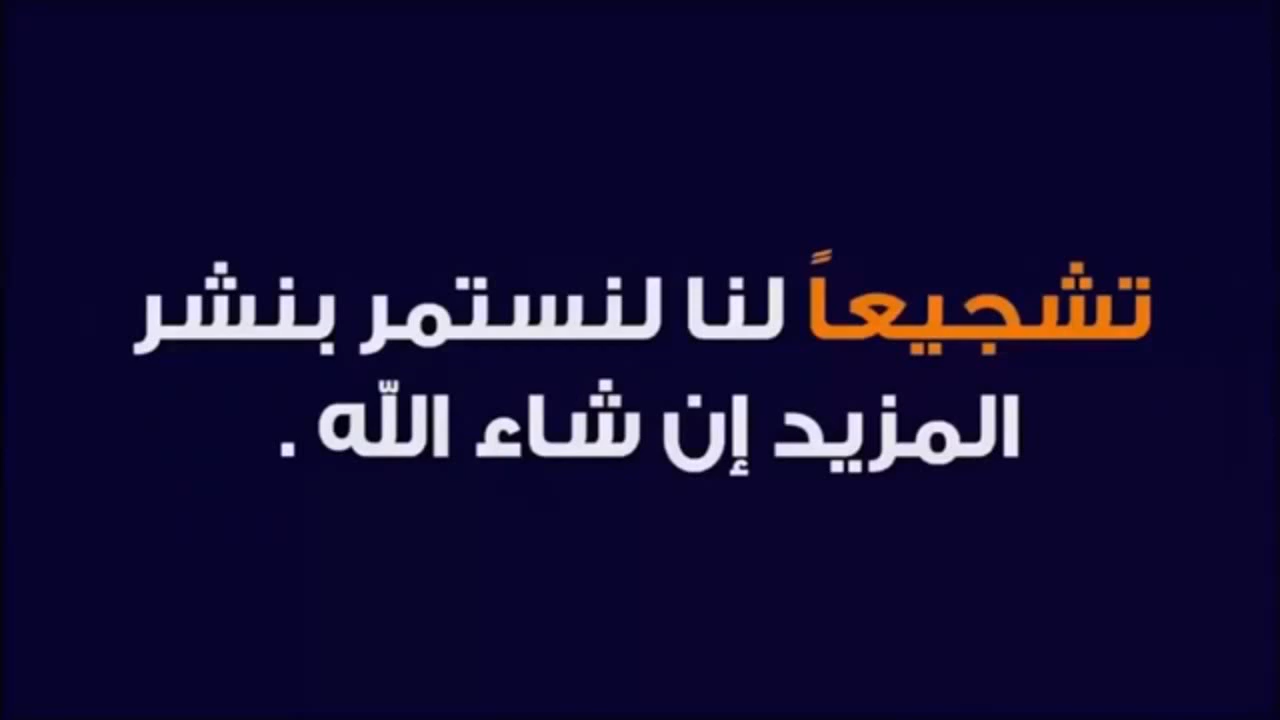 تشجيعاً لنا لنستمر بنشر
المزيد إن شاء اللّه .